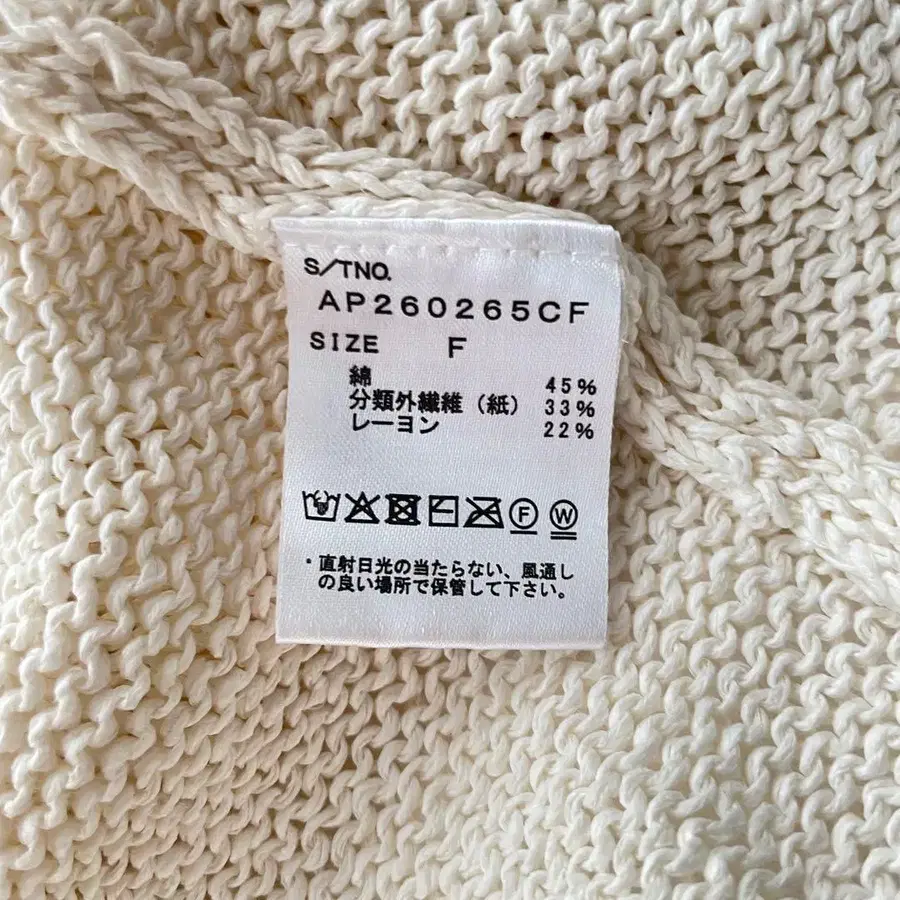 S/TNO.
AP260265CF
SIZE F
綿 45%
分類外繊維（紙） 33%
レーヨン 22%
F W
・直射日光の当たらない、風通し
の良い場所で保管して下さい。